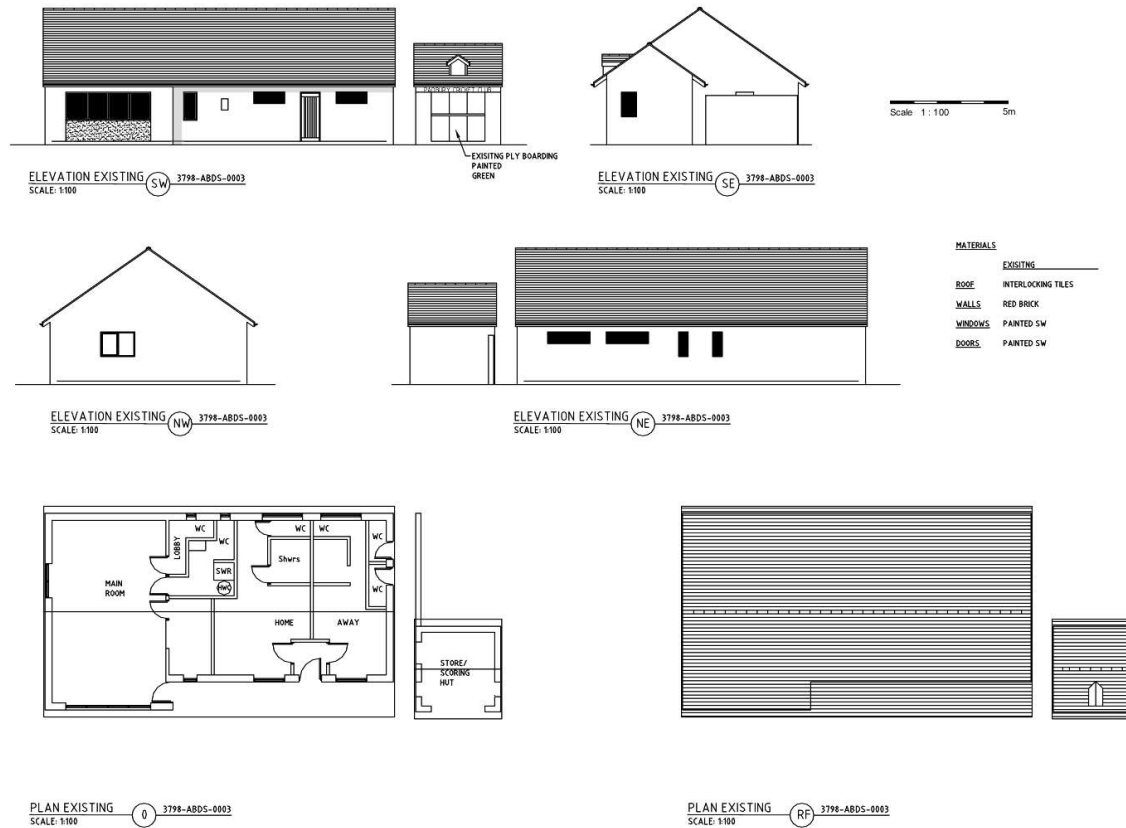 PADBURY CRICKET CLUB
EXISITNG PLY BOARDING
PAINTED
GREEN
Scale 1 : 100 5m
ELEVATION EXISTING SW 3798-ABDS-0003
SCALE: 1:100
ELEVATION EXISTING SE 3798-ABDS-0003
SCALE: 1:100
MATERIALS
EXISITNG
ROOF INTERLOCKING TILES
WALLS RED BRICK
WINDOWS PAINTED SW
DOORS PAINTED SW
ELEVATION EXISTING NW 3798-ABDS-0003
SCALE: 1:100
ELEVATION EXISTING NE 3798-ABDS-0003
SCALE: 1:100
WC
WC
WC
WC
WC
LOBBY
Shwrs
SWR
HWC
WC
MAIN
ROOM
HOME
AWAY
STORE/
SCORING
HUT
PLAN EXISTING 0 3798-ABDS-0003
SCALE: 1:100
PLAN EXISTING RF 3798-ABDS-0003
SCALE: 1:100